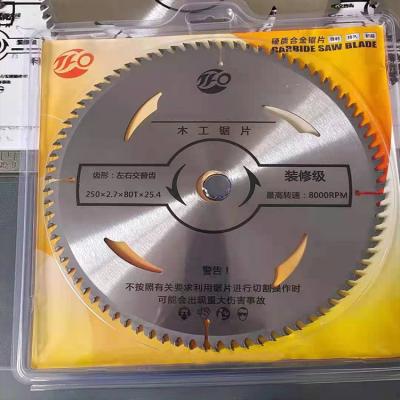 硬质合金锯片
CARBIDE SAW BLADE
木工锯片
齿形：左右交替齿
250×2.7×80T×25.4
装修级
最高转速：8000RPM
警告！
不按照有关要求利用锯片进行切割操作时
可能会出现重大伤害事故